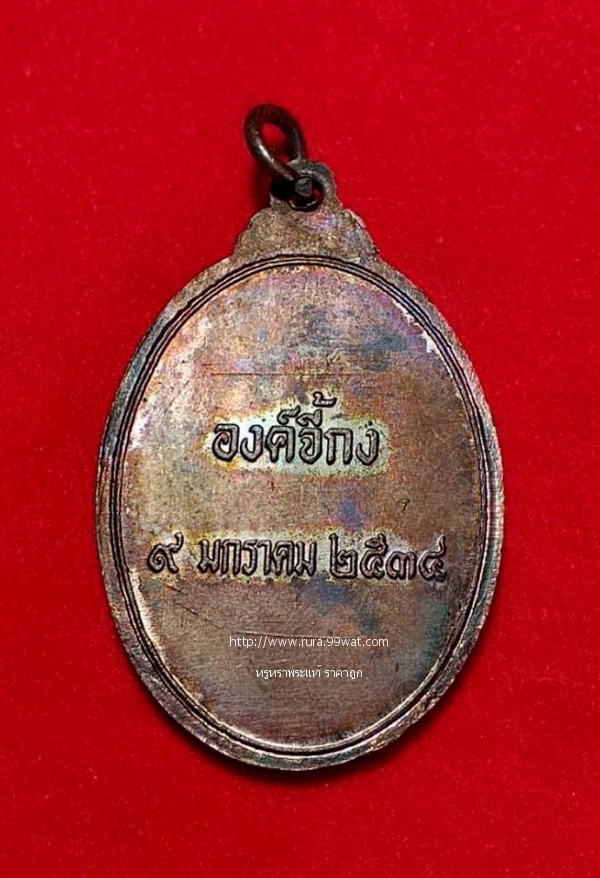 องค์จี้กง
๙ มกราคม ๒๕๓๔
http://www.rura.99wat.com
หรูหราพระแท้ ราคาถูก